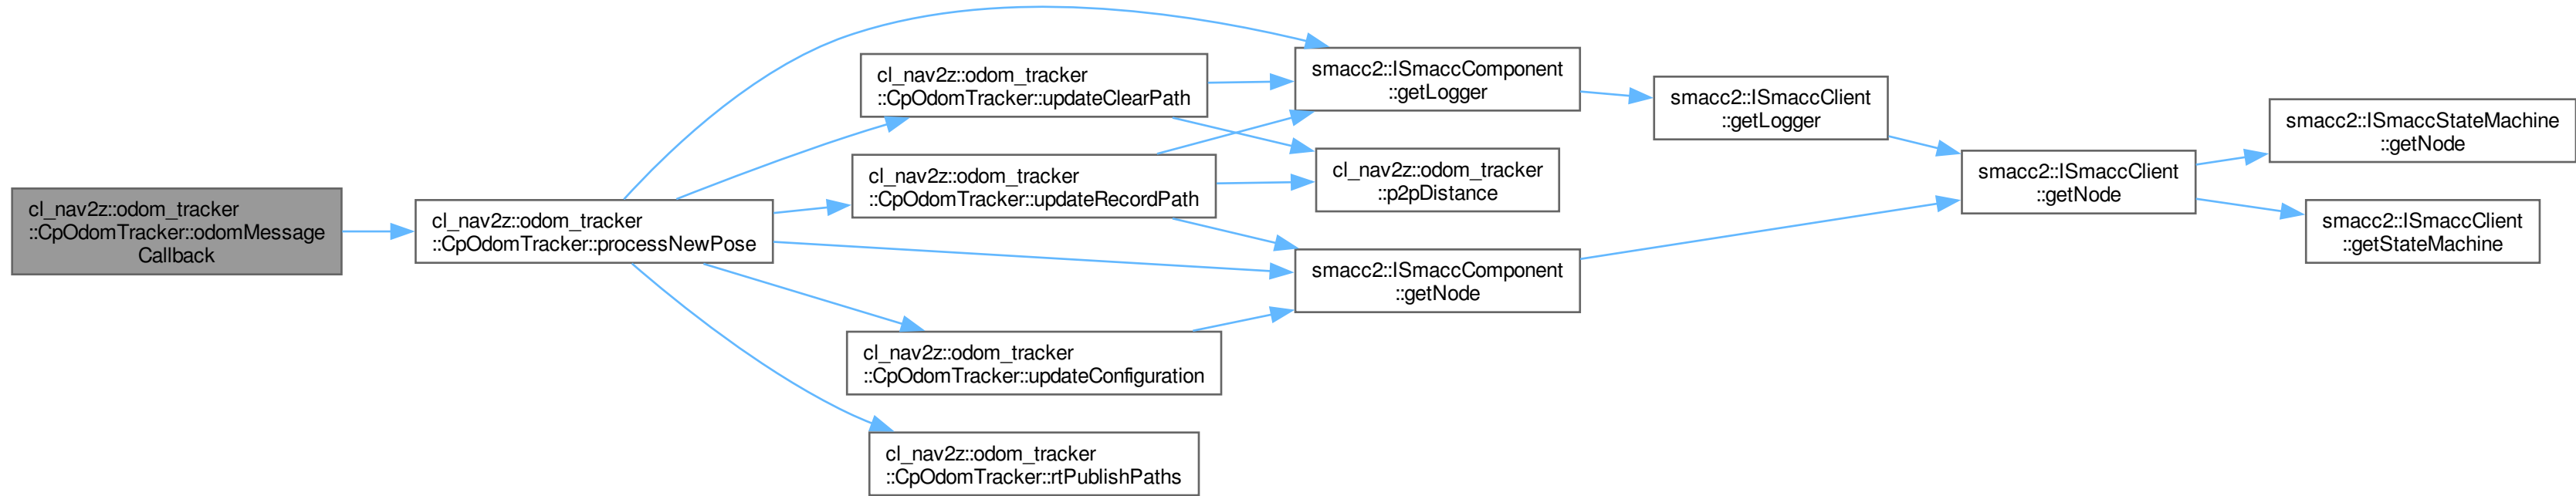 cl_nav2z::odom_tracker
::CpOdomTracker::odomMessage
Callback
cl_nav2z::odom_tracker
::CpOdomTracker::processNewPose
cl_nav2z::odom_tracker
::CpOdomTracker::updateClearPath
cl_nav2z::odom_tracker
::CpOdomTracker::updateRecordPath
cl_nav2z::odom_tracker
::CpOdomTracker::updateConfiguration
cl_nav2z::odom_tracker
::CpOdomTracker::rtPublishPaths
smacc2::ISmaccComponent
::getLogger
cl_nav2z::odom_tracker
::p2pDistance
smacc2::ISmaccComponent
::getNode
smacc2::ISmaccClient
::getLogger
smacc2::ISmaccClient
::getNode
smacc2::ISmaccStateMachine
::getNode
smacc2::ISmaccClient
::getStateMachine